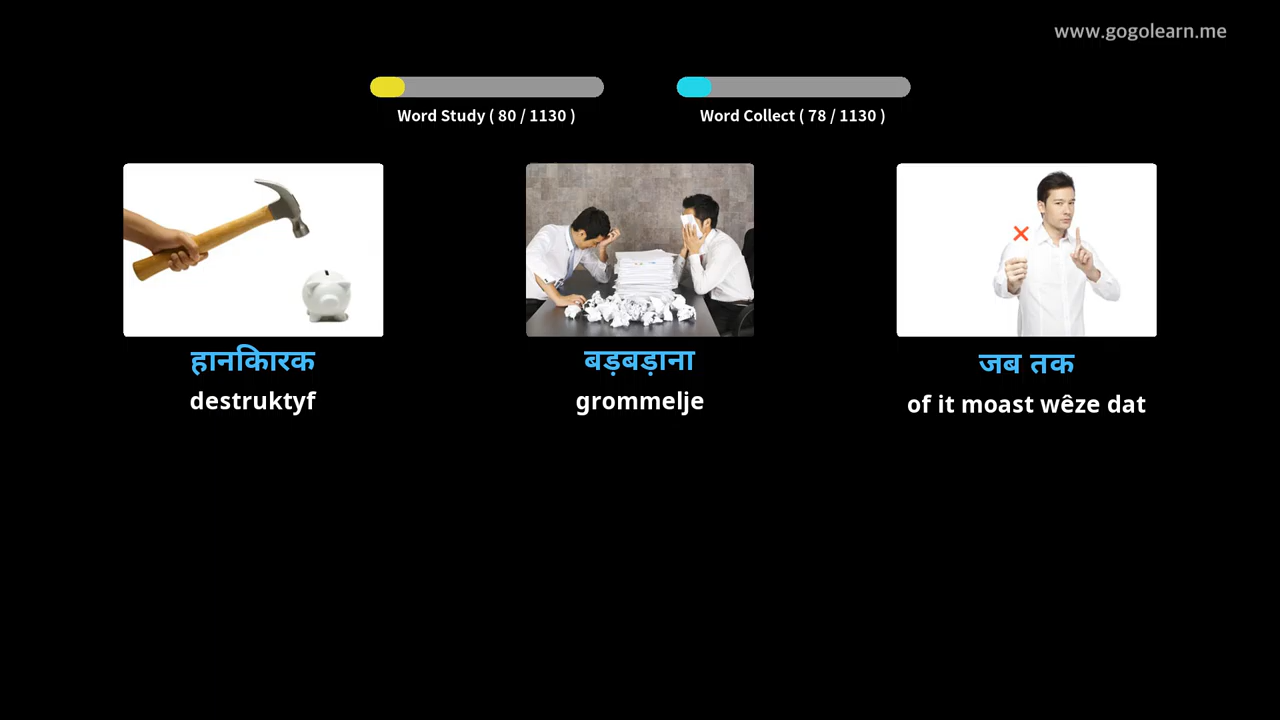 www.gogolearn.me
Word Study ( 80 / 1130 )
Word Collect ( 78 / 1130 )
हानिकारक
बड़बड़ाना
जब तक
destruktyf
grommelje
of it moast wêze dat